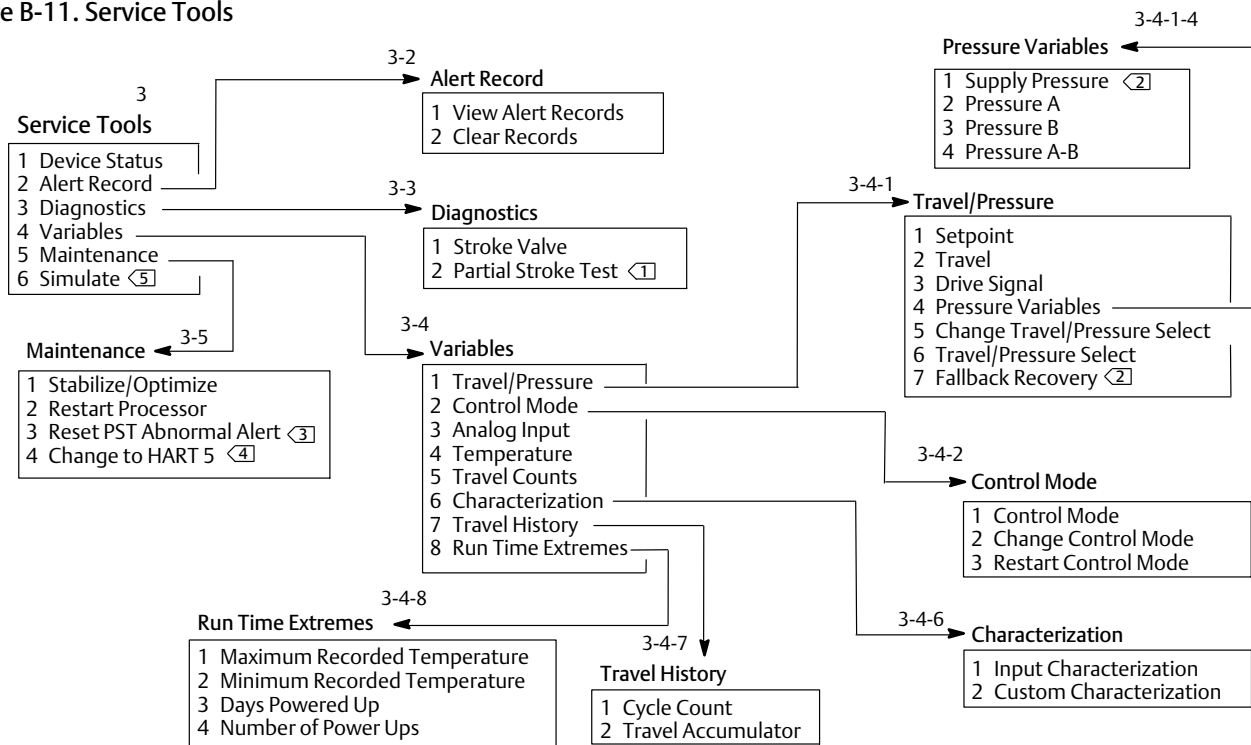 e B-11. Service Tools
3
Service Tools
1 Device Status
2 Alert Record
3 Diagnostics
4 Variables
5 Maintenance
6 Simulate 5
3-2
Alert Record
1 View Alert Records
2 Clear Records
3-3
Diagnostics
1 Stroke Valve
2 Partial Stroke Test 1
3-5
Maintenance
1 Stabilize/Optimize
2 Restart Processor
3 Reset PST Abnormal Alert 3
4 Change to HART 5 4
3-4
Variables
1 Travel/Pressure
2 Control Mode
3 Analog Input
4 Temperature
5 Travel Counts
6 Characterization
7 Travel History
8 Run Time Extremes
3-4-1-4
Pressure Variables
1 Supply Pressure 2
2 Pressure A
3 Pressure B
4 Pressure A-B
3-4-1
Travel/Pressure
1 Setpoint
2 Travel
3 Drive Signal
4 Pressure Variables
5 Change Travel/Pressure Select
6 Travel/Pressure Select
7 Fallback Recovery 2
3-4-2
Control Mode
1 Control Mode
2 Change Control Mode
3 Restart Control Mode
3-4-6
Characterization
1 Input Characterization
2 Custom Characterization
3-4-8
Run Time Extremes
1 Maximum Recorded Temperature
2 Minimum Recorded Temperature
3 Days Powered Up
4 Number of Power Ups
3-4-7
Travel History
1 Cycle Count
2 Travel Accumulator